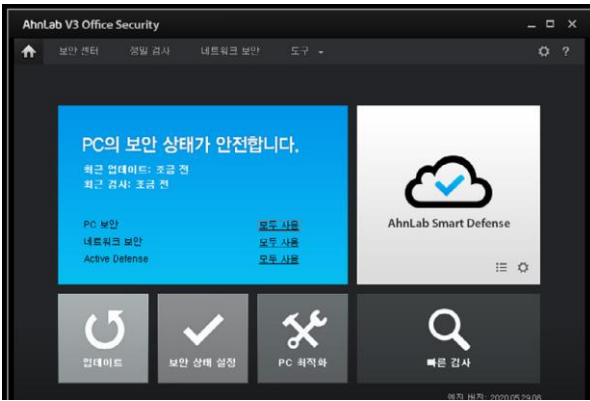 AhnLab V3 Office Security
보안 센터 정밀 검사 네트워크 보안 도구
PC의 보안 상태가 안전합니다.
최근 업데이트: 조금 전
최근 검사: 조금 전
PC 보안 모두 사용
네트워크 보안 모두 사용
Active Defense 모두 사용
AhnLab Smart Defense
업데이트
보안 상태 설정
PC 최적화
빠른 검사
엔진 버전: 2020.05.29.06